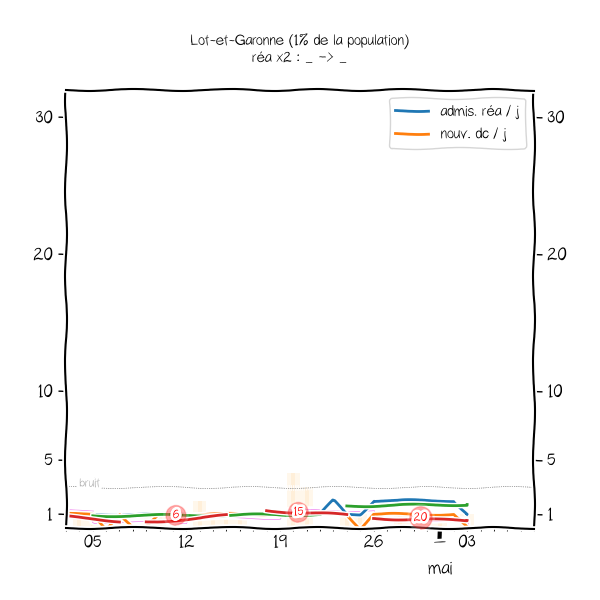 Lot-et-Garonne (1% de la population)
réa x2 : _ -> _
admis. réa / j
nouv. dc / j
30 30
20 20
10 10
5 5
bruit
1 6 15 20 1
05 12 19 26 03
mai